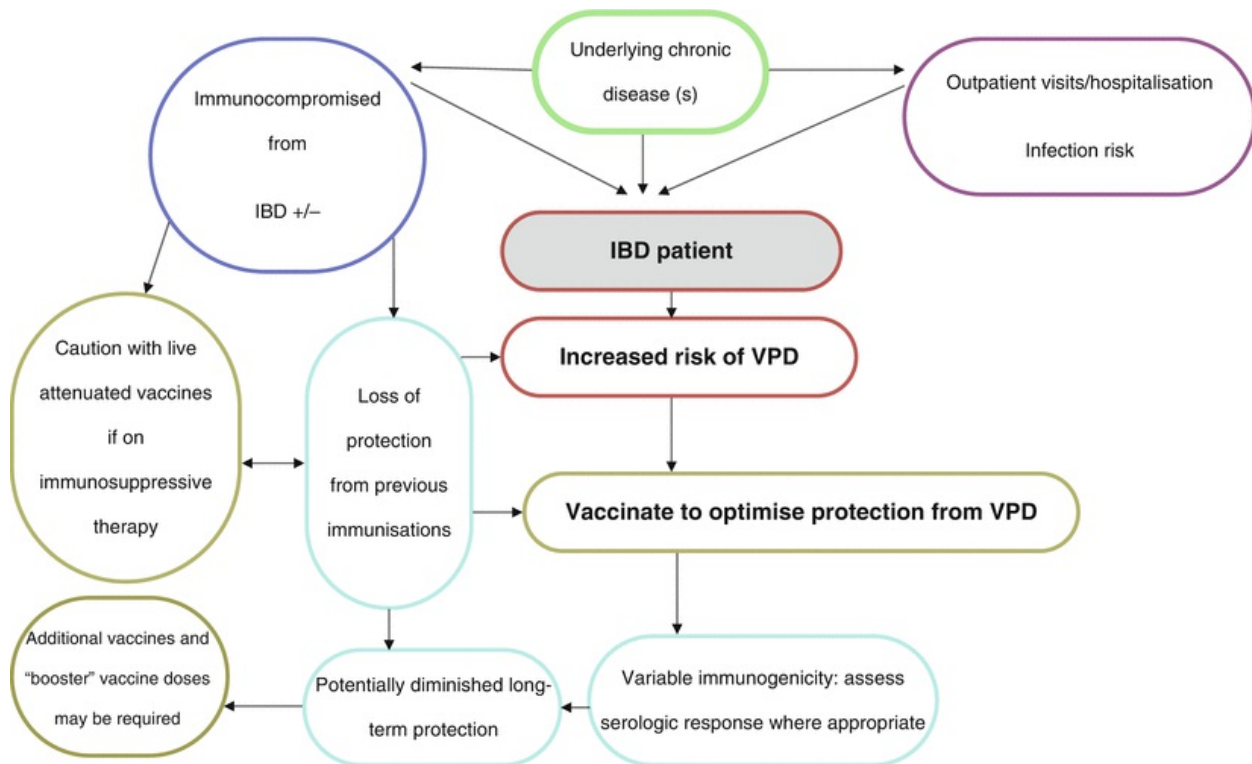 Underlying chronic
disease (s)
Immunocompromised
from
IBD +/–
Outpatient visits/hospitalisation
Infection risk
IBD patient
Increased risk of VPD
Caution with live
attenuated vaccines
if on
immunosuppressive
therapy
Loss of
protection
from previous
immunisations
Vaccinate to optimise protection from VPD
Additional vaccines and
“booster” vaccine doses
may be required
Potentially diminished long-
term protection
Variable immunogenicity: assess
serologic response where appropriate